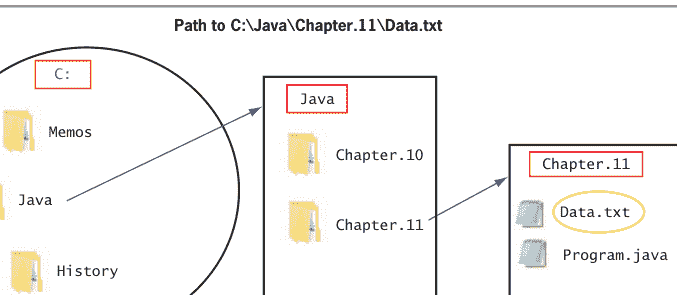 Path to C:\Java\Chapter.11\Data.txt
C:
Memos
Java
History
Java
Chapter.10
Chapter.11
Chapter.11
Data.txt
Program.java